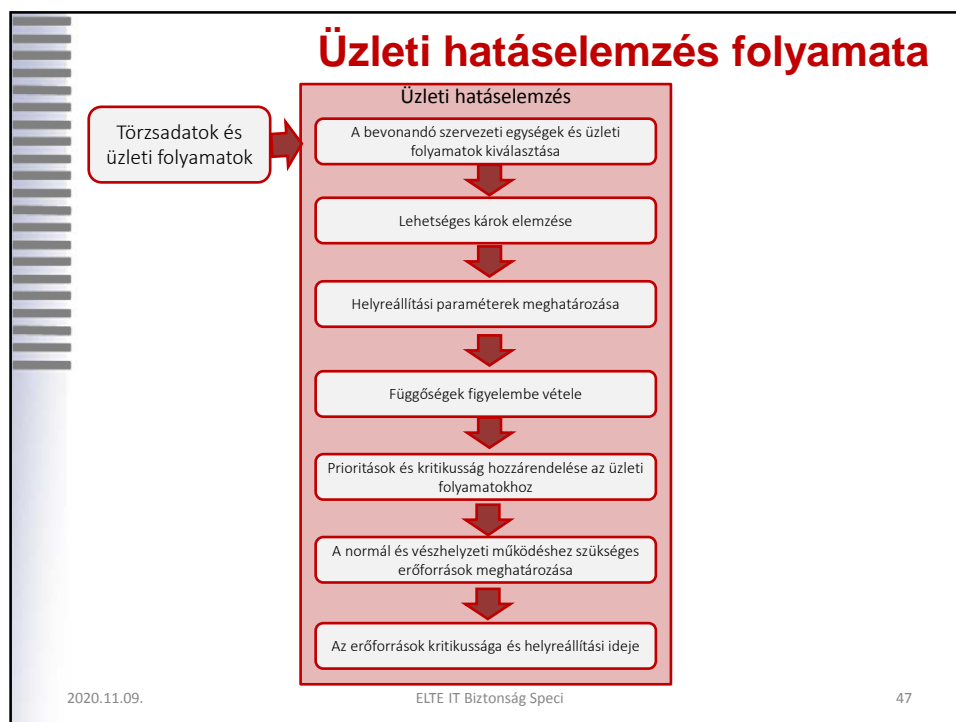 Üzleti hatáselemzés folyamata
Üzleti hatáselemzés
Törzsadatok és
üzleti folyamatok
A bevonandó szervezeti egységek és üzleti
folyamatok kiválasztása
Lehetséges károk elemzése
Helyreállítási paraméterek meghatározása
Függőségek figyelembe vétele
Prioritások és kritikusság hozzárendelése az üzleti
folyamatokhoz
A normál és vészhelyzeti működéshez szükséges
erőforrások meghatározása
Az erőforrások kritikussága és helyreállítási ideje
2020.11.09.
ELTE IT Biztonság Speci
47